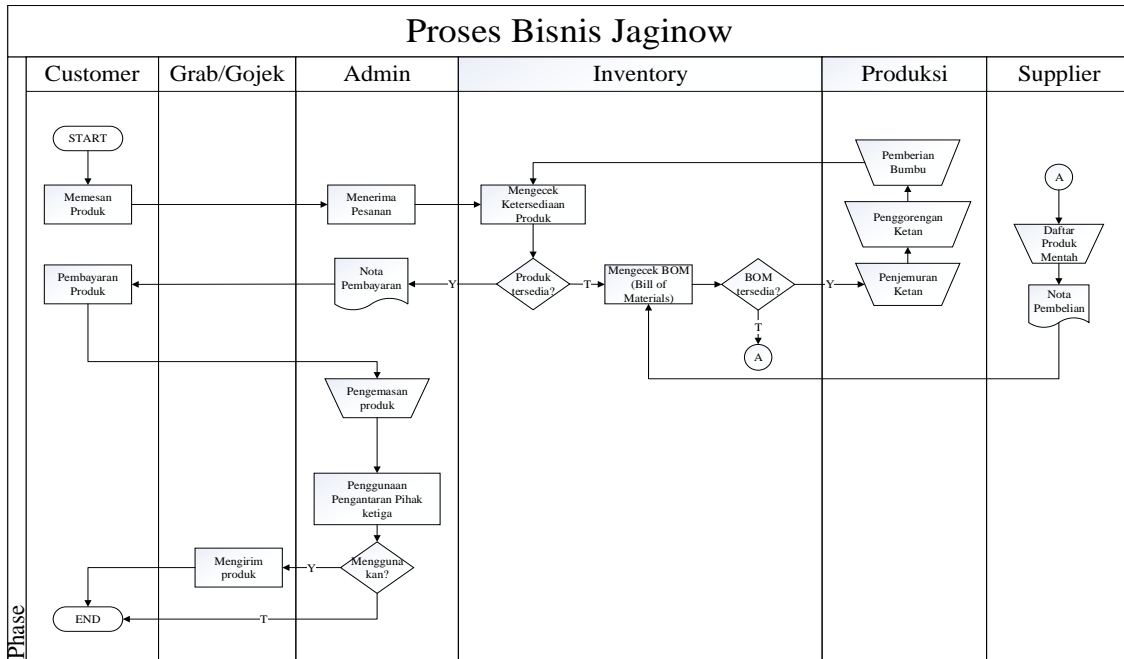 Proses Bisnis Jaginow
Customer
Grab/Gojek
Admin
Inventory
Produksi
Supplier
START
Memesan
Produk
Menerima
Pesanan
Mengecek
Ketersediaan
Produk
Pemberian
Bumbu
A
Penggorengan
Ketan
Daftar
Produk
Mentah
Pembayaran
Produk
Nota
Pembayaran
Y
Produk
tersedia?
T
Mengecek BOM
(Bill of
Materials)
BOM
tersedia?
Y
Penjemuran
Ketan
Nota
Pembelian
T
A
Pengemasan
produk
Penggunaan
Pengantaran Pihak
ketiga
Mengirim
produk
Y
Mengguna
kan?
END
T
Phase